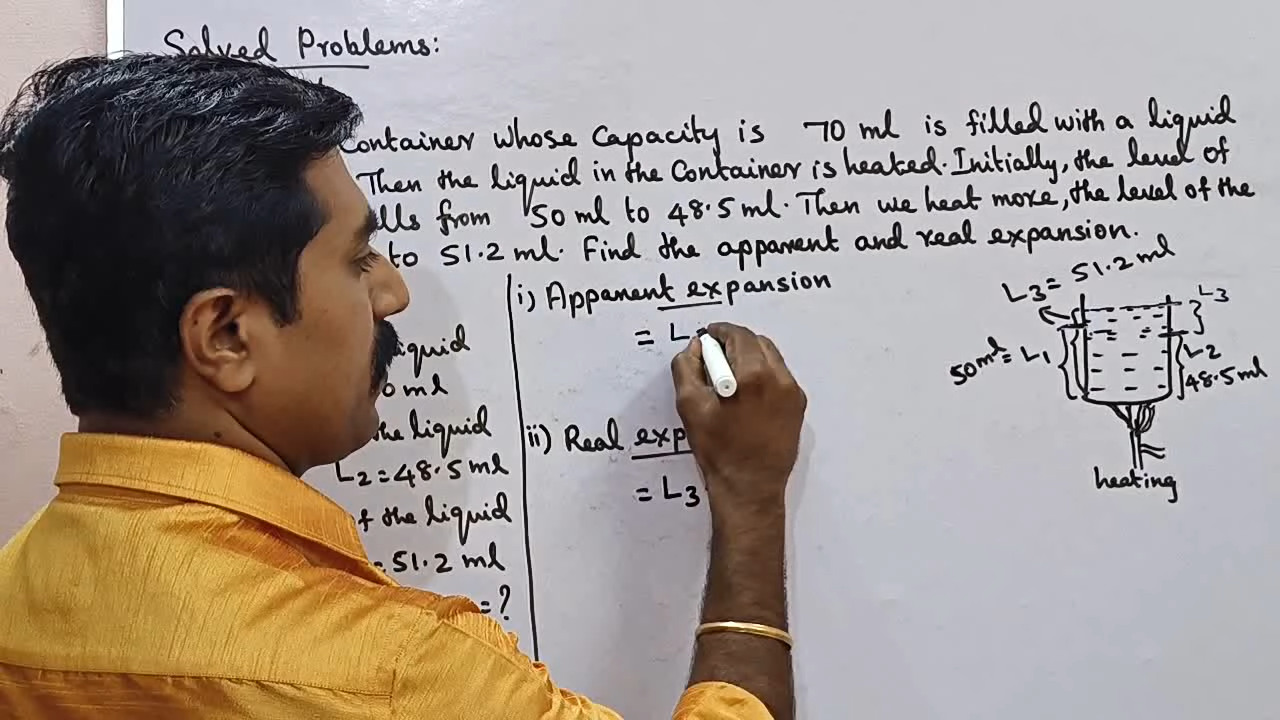 Solved Problems:
Container whose Capacity is 70 ml is filled with a liquid
Then the liquid in the Container is heated. Initially, the level of
lls from 50 ml to 48.5 ml. Then we heat more, the level of the
to 51.2 ml. Find the apparent and real expansion.
iquid
0 ml
the liquid
L2 = 48.5 ml
f the liquid
= 51.2 ml
= ?
i) Apparent expansion
= L
ii) Real exp
= L3
L3 = 51.2 ml
L3
50 ml = L1
L2
48.5 ml
heating